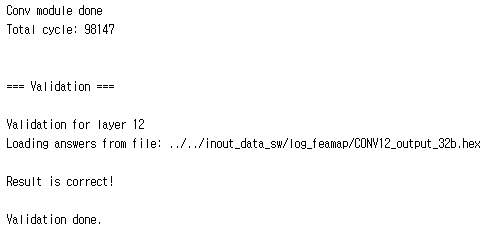 Conv module done
Total cycle: 98147
=== Validation ===
Validation for layer 12
Loading answers from file: ../../inout_data_sw/log_feamap/CONV12_output_32b.hex
Result is correct!
Validation done.